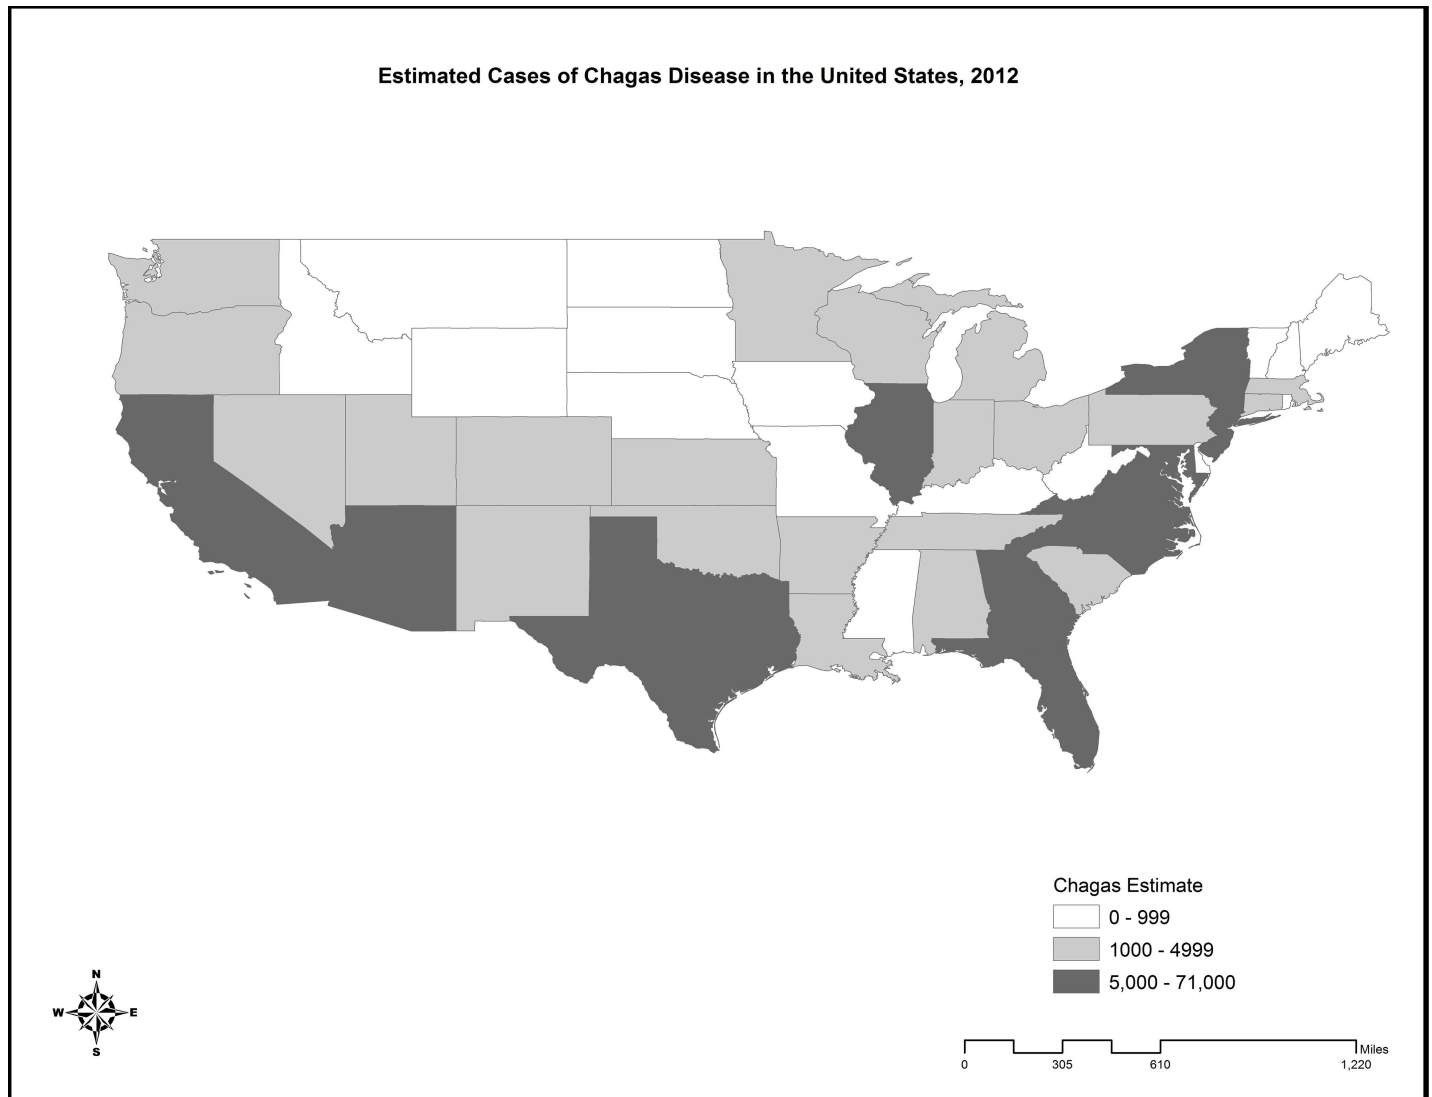 Estimated Cases of Chagas Disease in the United States, 2012
Chagas Estimate
0 - 999
1000 - 4999
5,000 - 71,000
N
W E
S
Miles
0 305 610 1,220